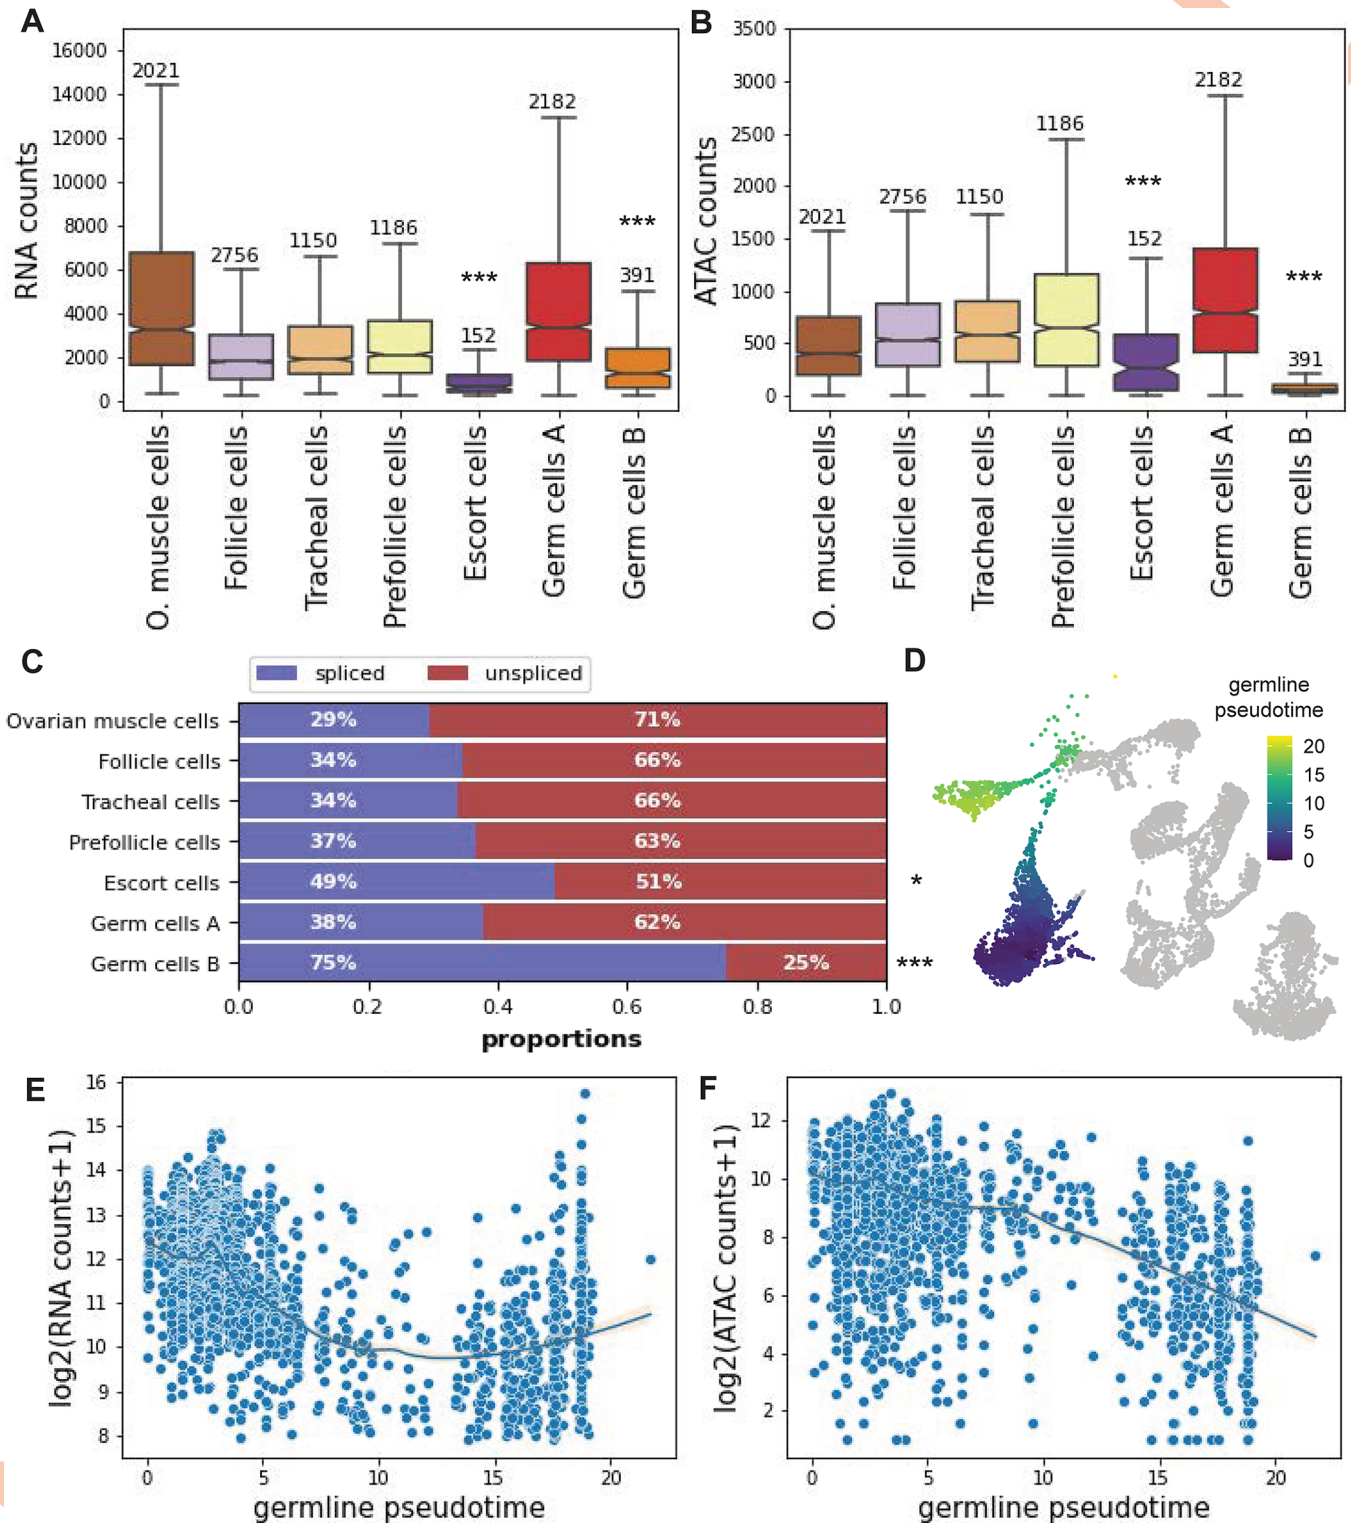 A
RNA counts
16000
14000
12000
10000
8000
6000
4000
2000
0
2021
2756
1150
1186
***
152
2182
***
391
O. muscle cells
Follicle cells
Tracheal cells
Prefollicle cells
Escort cells
Germ cells A
Germ cells B
B
ATAC counts
3500
3000
2500
2000
1500
1000
500
0
2021
2756
1150
1186
***
152
2182
***
391
O. muscle cells
Follicle cells
Tracheal cells
Prefollicle cells
Escort cells
Germ cells A
Germ cells B
C
spliced unspliced
Ovarian muscle cells 29% 71%
Follicle cells 34% 66%
Tracheal cells 34% 66%
Prefollicle cells 37% 63%
Escort cells 49% 51% *
Germ cells A 38% 62%
Germ cells B 75% 25% ***
0.0 0.2 0.4 0.6 0.8 1.0
proportions
D
germline
pseudotime
20
15
10
5
0
E
log2(RNA counts+1)
16
15
14
13
12
11
10
9
8
0 5 10 15 20
germline pseudotime
F
log2(ATAC counts+1)
12
10
8
6
4
2
0 5 10 15 20
germline pseudotime